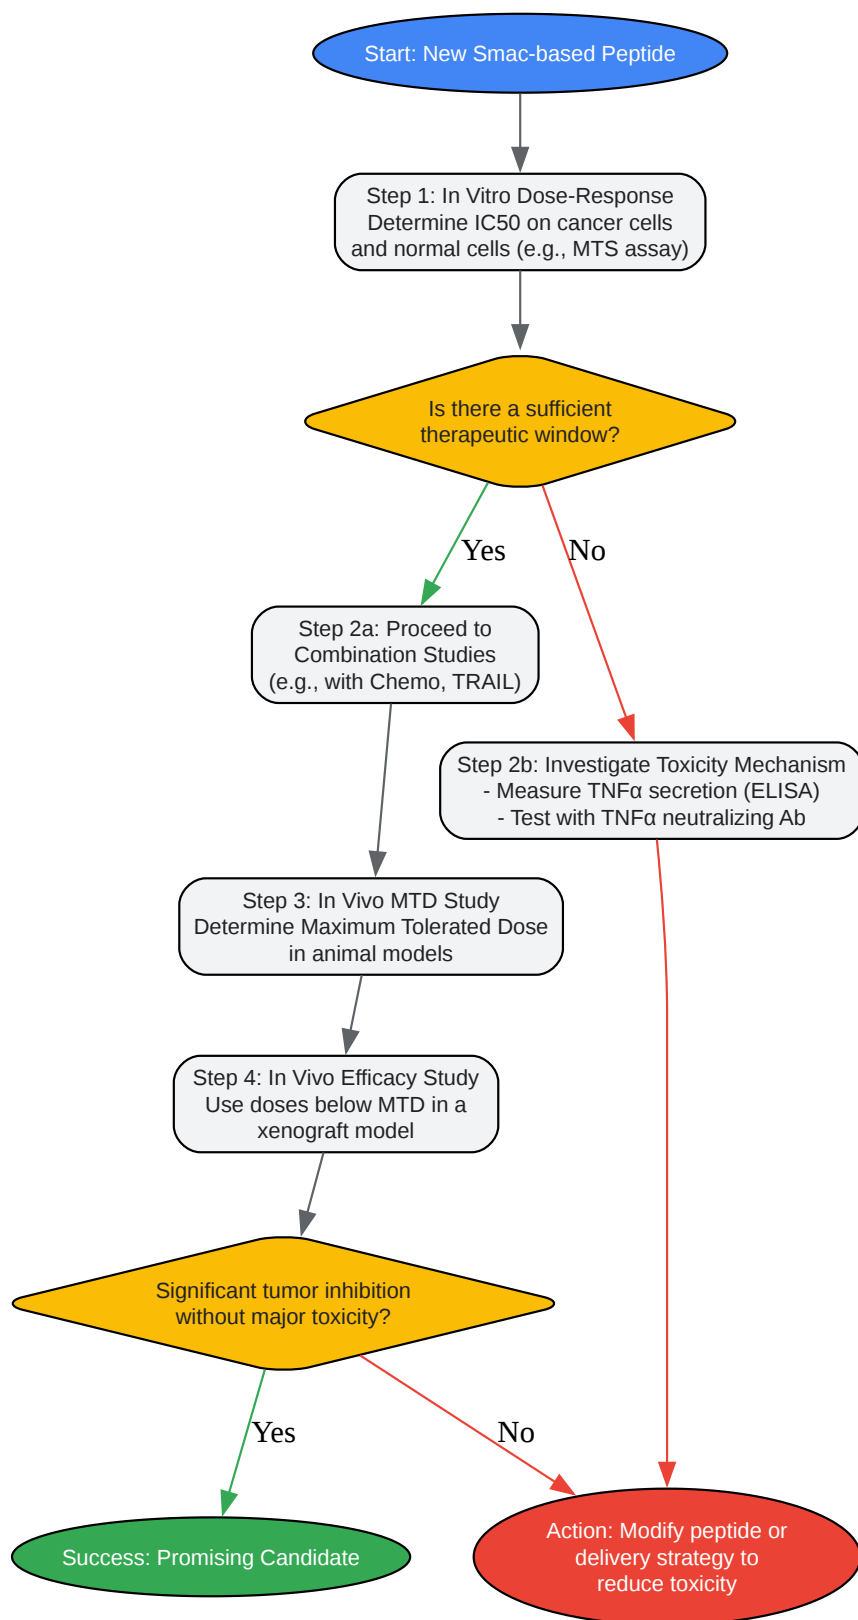 Start: New Smac-based Peptide
Step 1: In Vitro Dose-Response
Determine IC50 on cancer cells
and normal cells (e.g., MTS assay)
Is there a sufficient
therapeutic window?
Yes
No
Step 2a: Proceed to
Combination Studies
(e.g., with Chemo, TRAIL)
Step 2b: Investigate Toxicity Mechanism
- Measure TNFα secretion (ELISA)
- Test with TNFα neutralizing Ab
Step 3: In Vivo MTD Study
Determine Maximum Tolerated Dose
in animal models
Step 4: In Vivo Efficacy Study
Use doses below MTD in a
xenograft model
Significant tumor inhibition
without major toxicity?
Yes
No
Success: Promising Candidate
Action: Modify peptide or
delivery strategy to
reduce toxicity